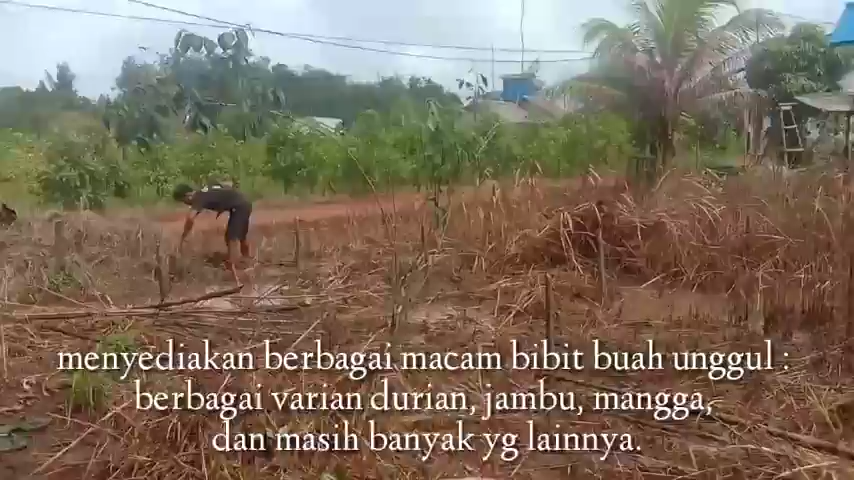 menyediakan berbagai macam bibit buah unggul :
berbagai varian durian, jambu, mangga,
dan masih banyak yg lainnya.